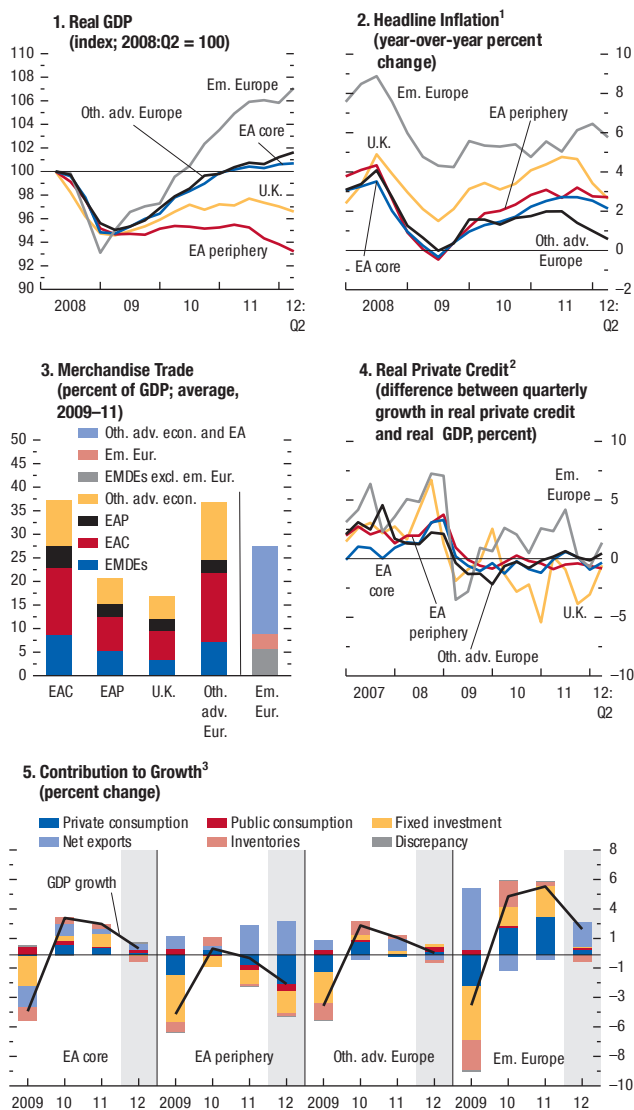 1. Real GDP
(index; 2008:Q2 = 100)
110
108
106
104
102
100
98
96
94
92
90
Em. Europe
Oth. adv. Europe
EA core
U.K.
EA periphery
2008
09
10
11
12:
Q2
2. Headline Inflation¹
(year-over-year percent
change)
10
8
6
4
2
0
–2
Em. Europe
EA periphery
U.K.
EA core
Oth. adv.
Europe
2008
09
10
11
12:
Q2
3. Merchandise Trade
(percent of GDP; average,
2009–11)
50
45
40
35
30
25
20
15
10
5
0
Oth. adv. econ. and EA
Em. Eur.
EMDEs excl. em. Eur.
Oth. adv. econ.
EAP
EAC
EMDEs
EAC
EAP
U.K.
Oth.
adv.
Eur.
Em.
Eur.
4. Real Private Credit²
(difference between quarterly
growth in real private credit
and real GDP, percent)
10
5
0
–5
–10
Em.
Europe
EA
core
EA
periphery
U.K.
Oth. adv. Europe
2007
08
09
10
11
12:
Q2
5. Contribution to Growth³
(percent change)
Private consumption
Public consumption
Fixed investment
Net exports
Inventories
Discrepancy
8
6
4
2
–1
–4
–6
–8
–10
GDP growth
EA core
EA periphery
Oth. adv. Europe
Em. Europe
2009 10 11 12 2009 10 11 12 2009 10 11 12 2009 10 11 12